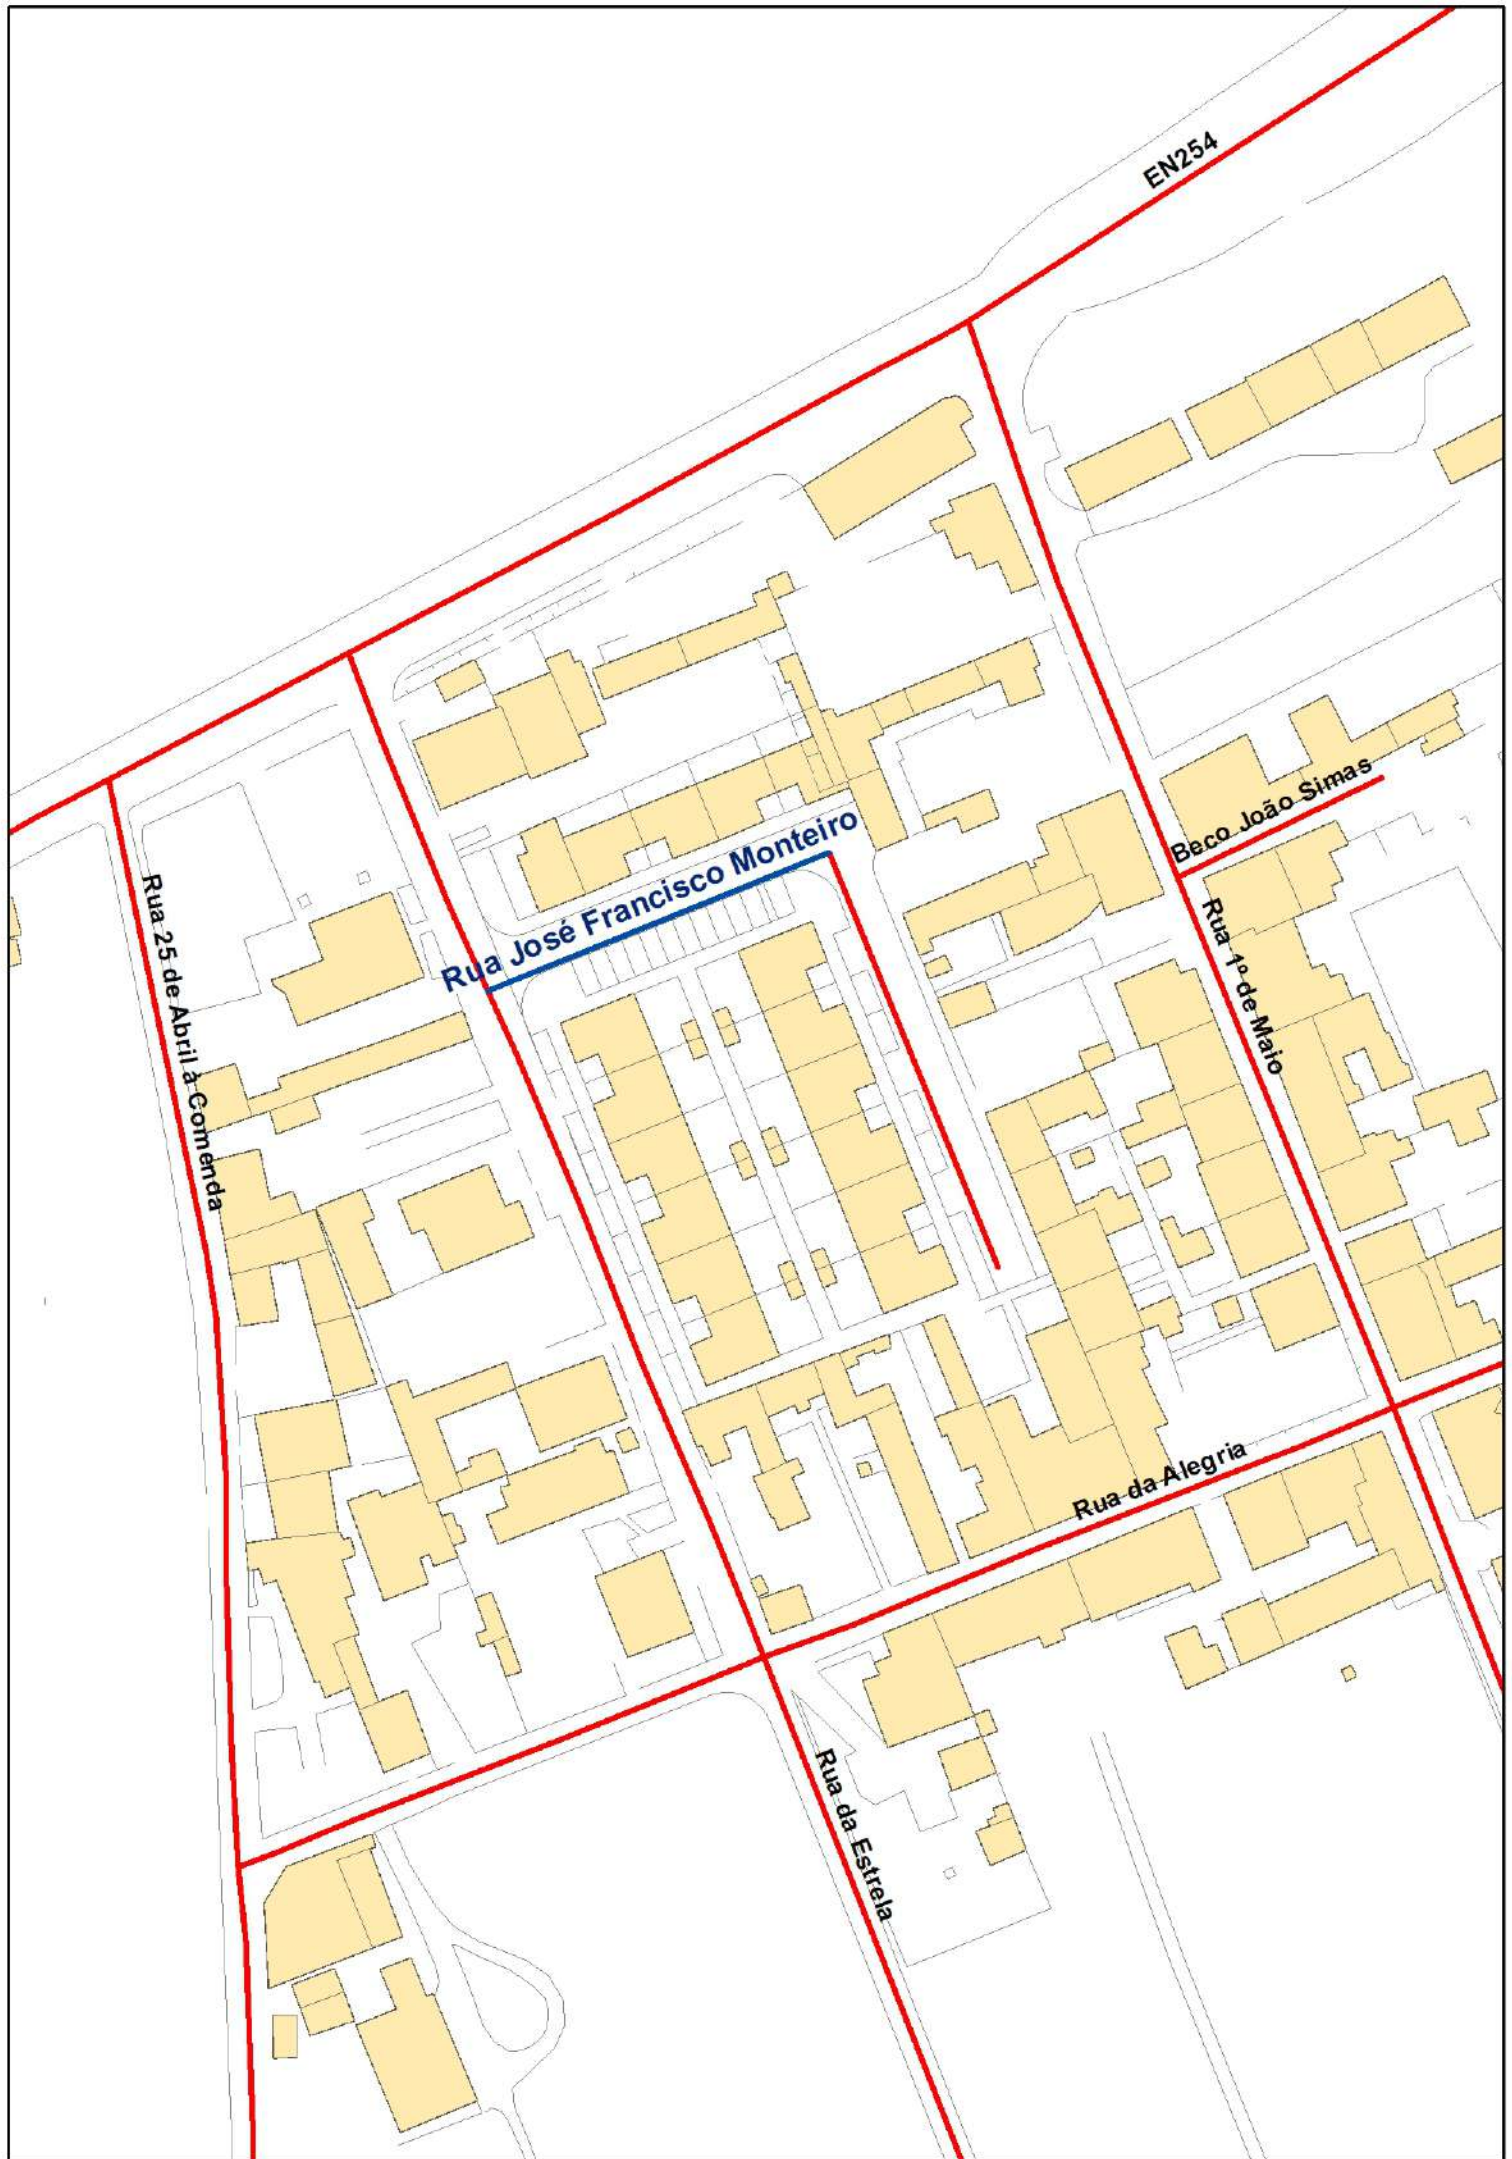 EN254
Beco João Simas
Rua José Francisco Monteiro
Rua 25 de Abril à Comenda
Rua 1º de Maio
Rua da Alegria
Rua da Estrela